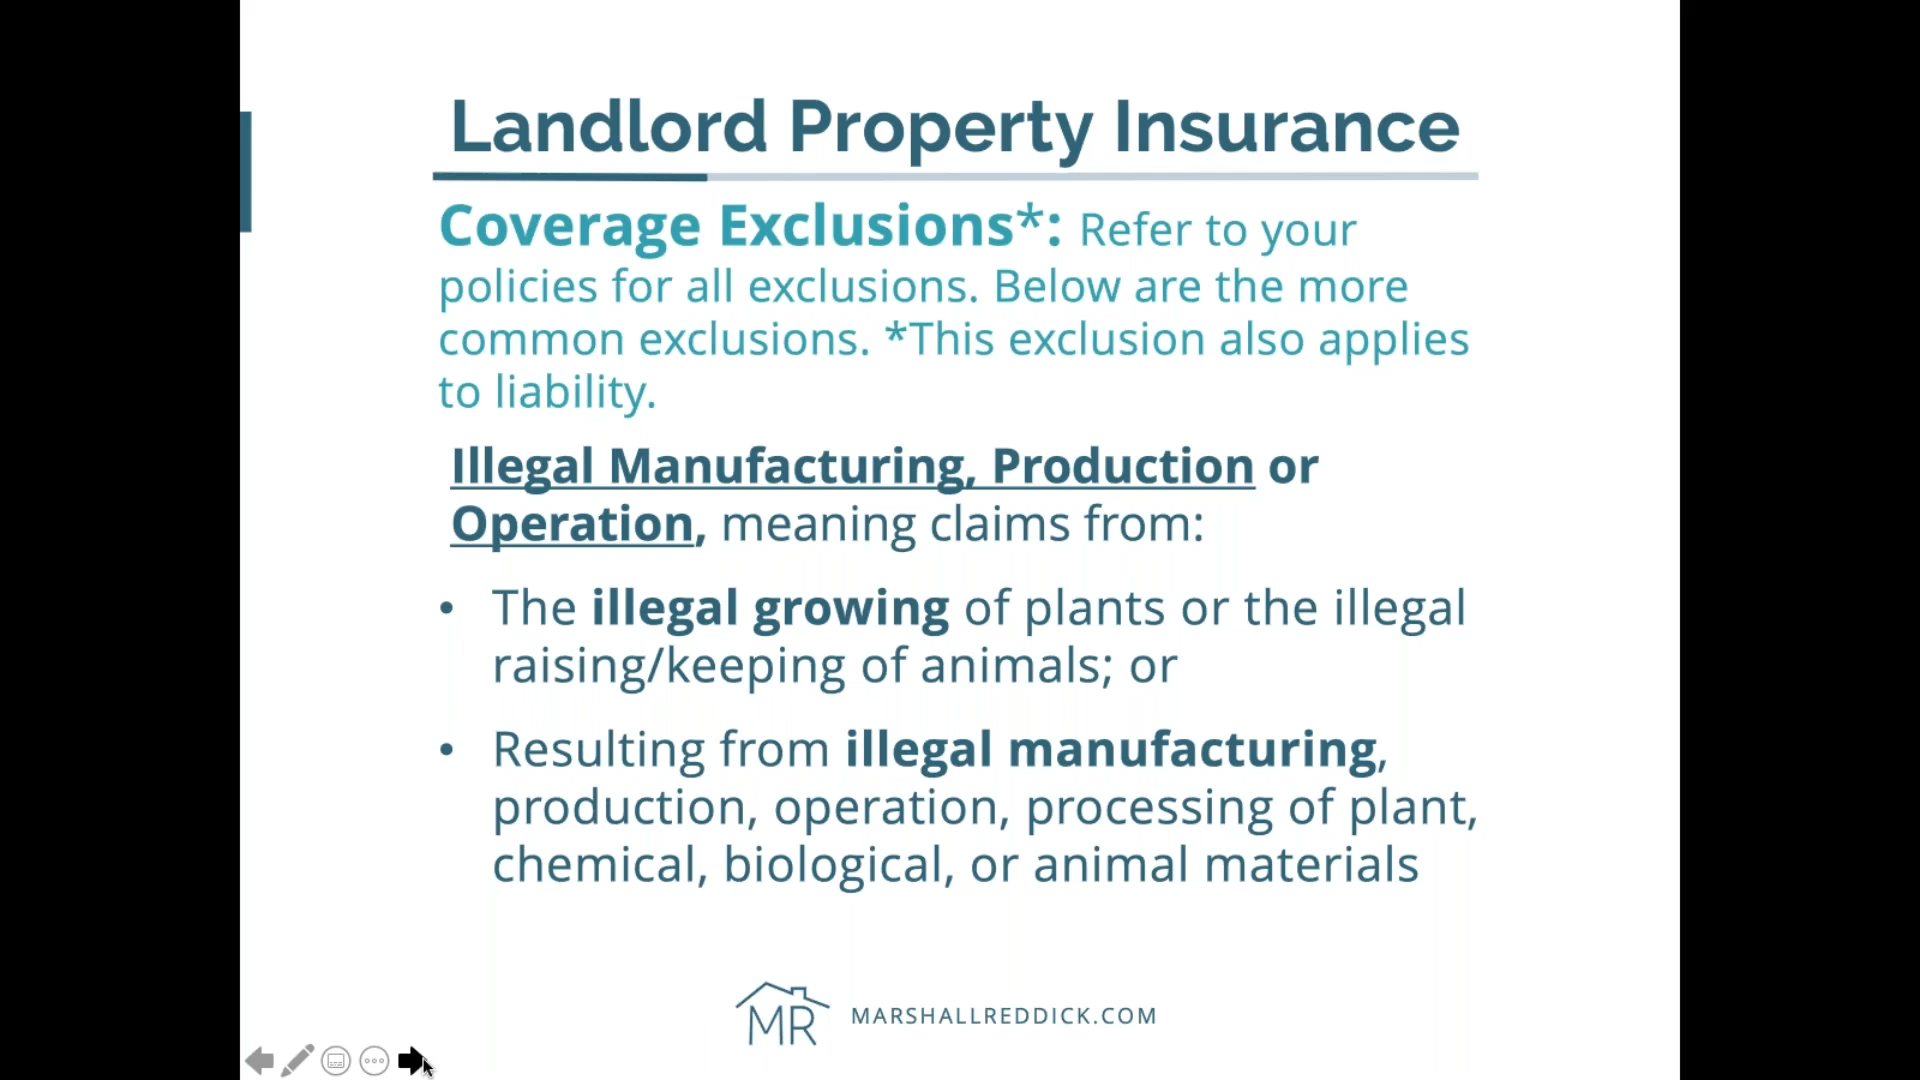 Landlord Property Insurance
Coverage Exclusions*: Refer to your
policies for all exclusions. Below are the more
common exclusions. *This exclusion also applies
to liability.
Illegal Manufacturing, Production or
Operation, meaning claims from:
• The illegal growing of plants or the illegal
raising/keeping of animals; or
• Resulting from illegal manufacturing,
production, operation, processing of plant,
chemical, biological, or animal materials
MR MARSHALLREDDICK.COM